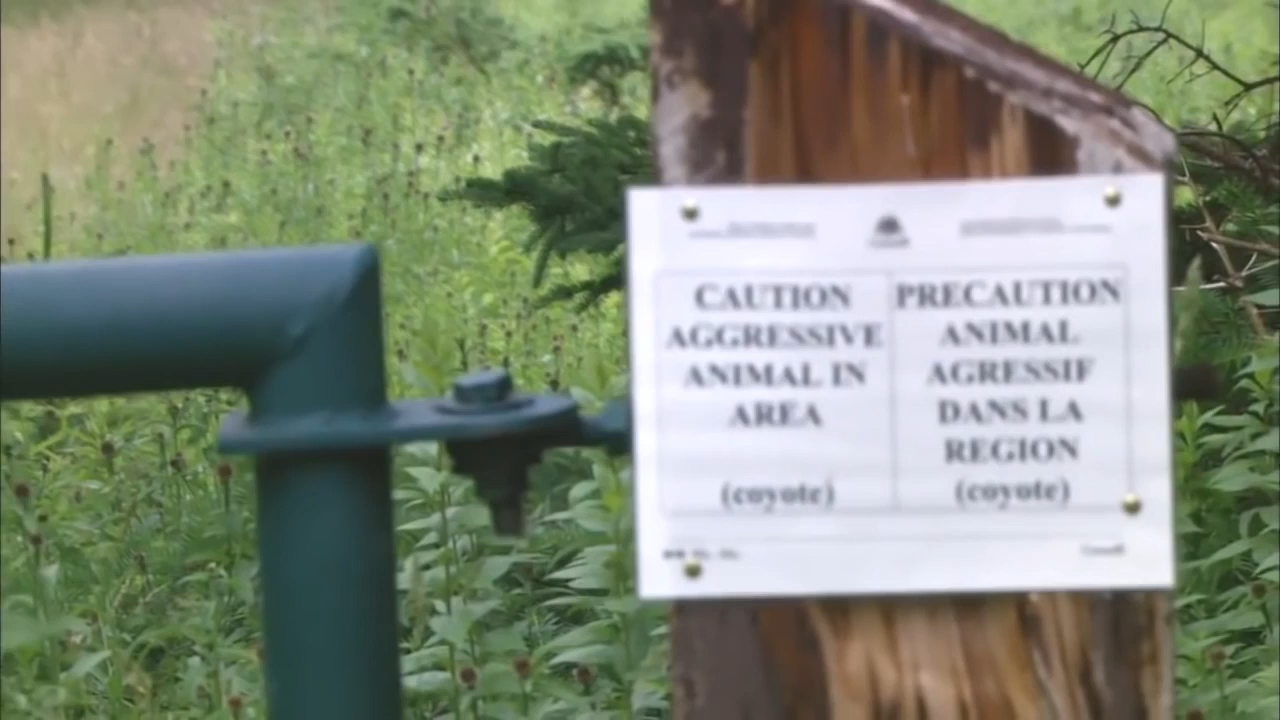 CAUTION
AGGRESSIVE
ANIMAL IN
AREA
(coyote)
PRECAUTION
ANIMAL
AGRESSIF
DANS LA
REGION
(coyote)